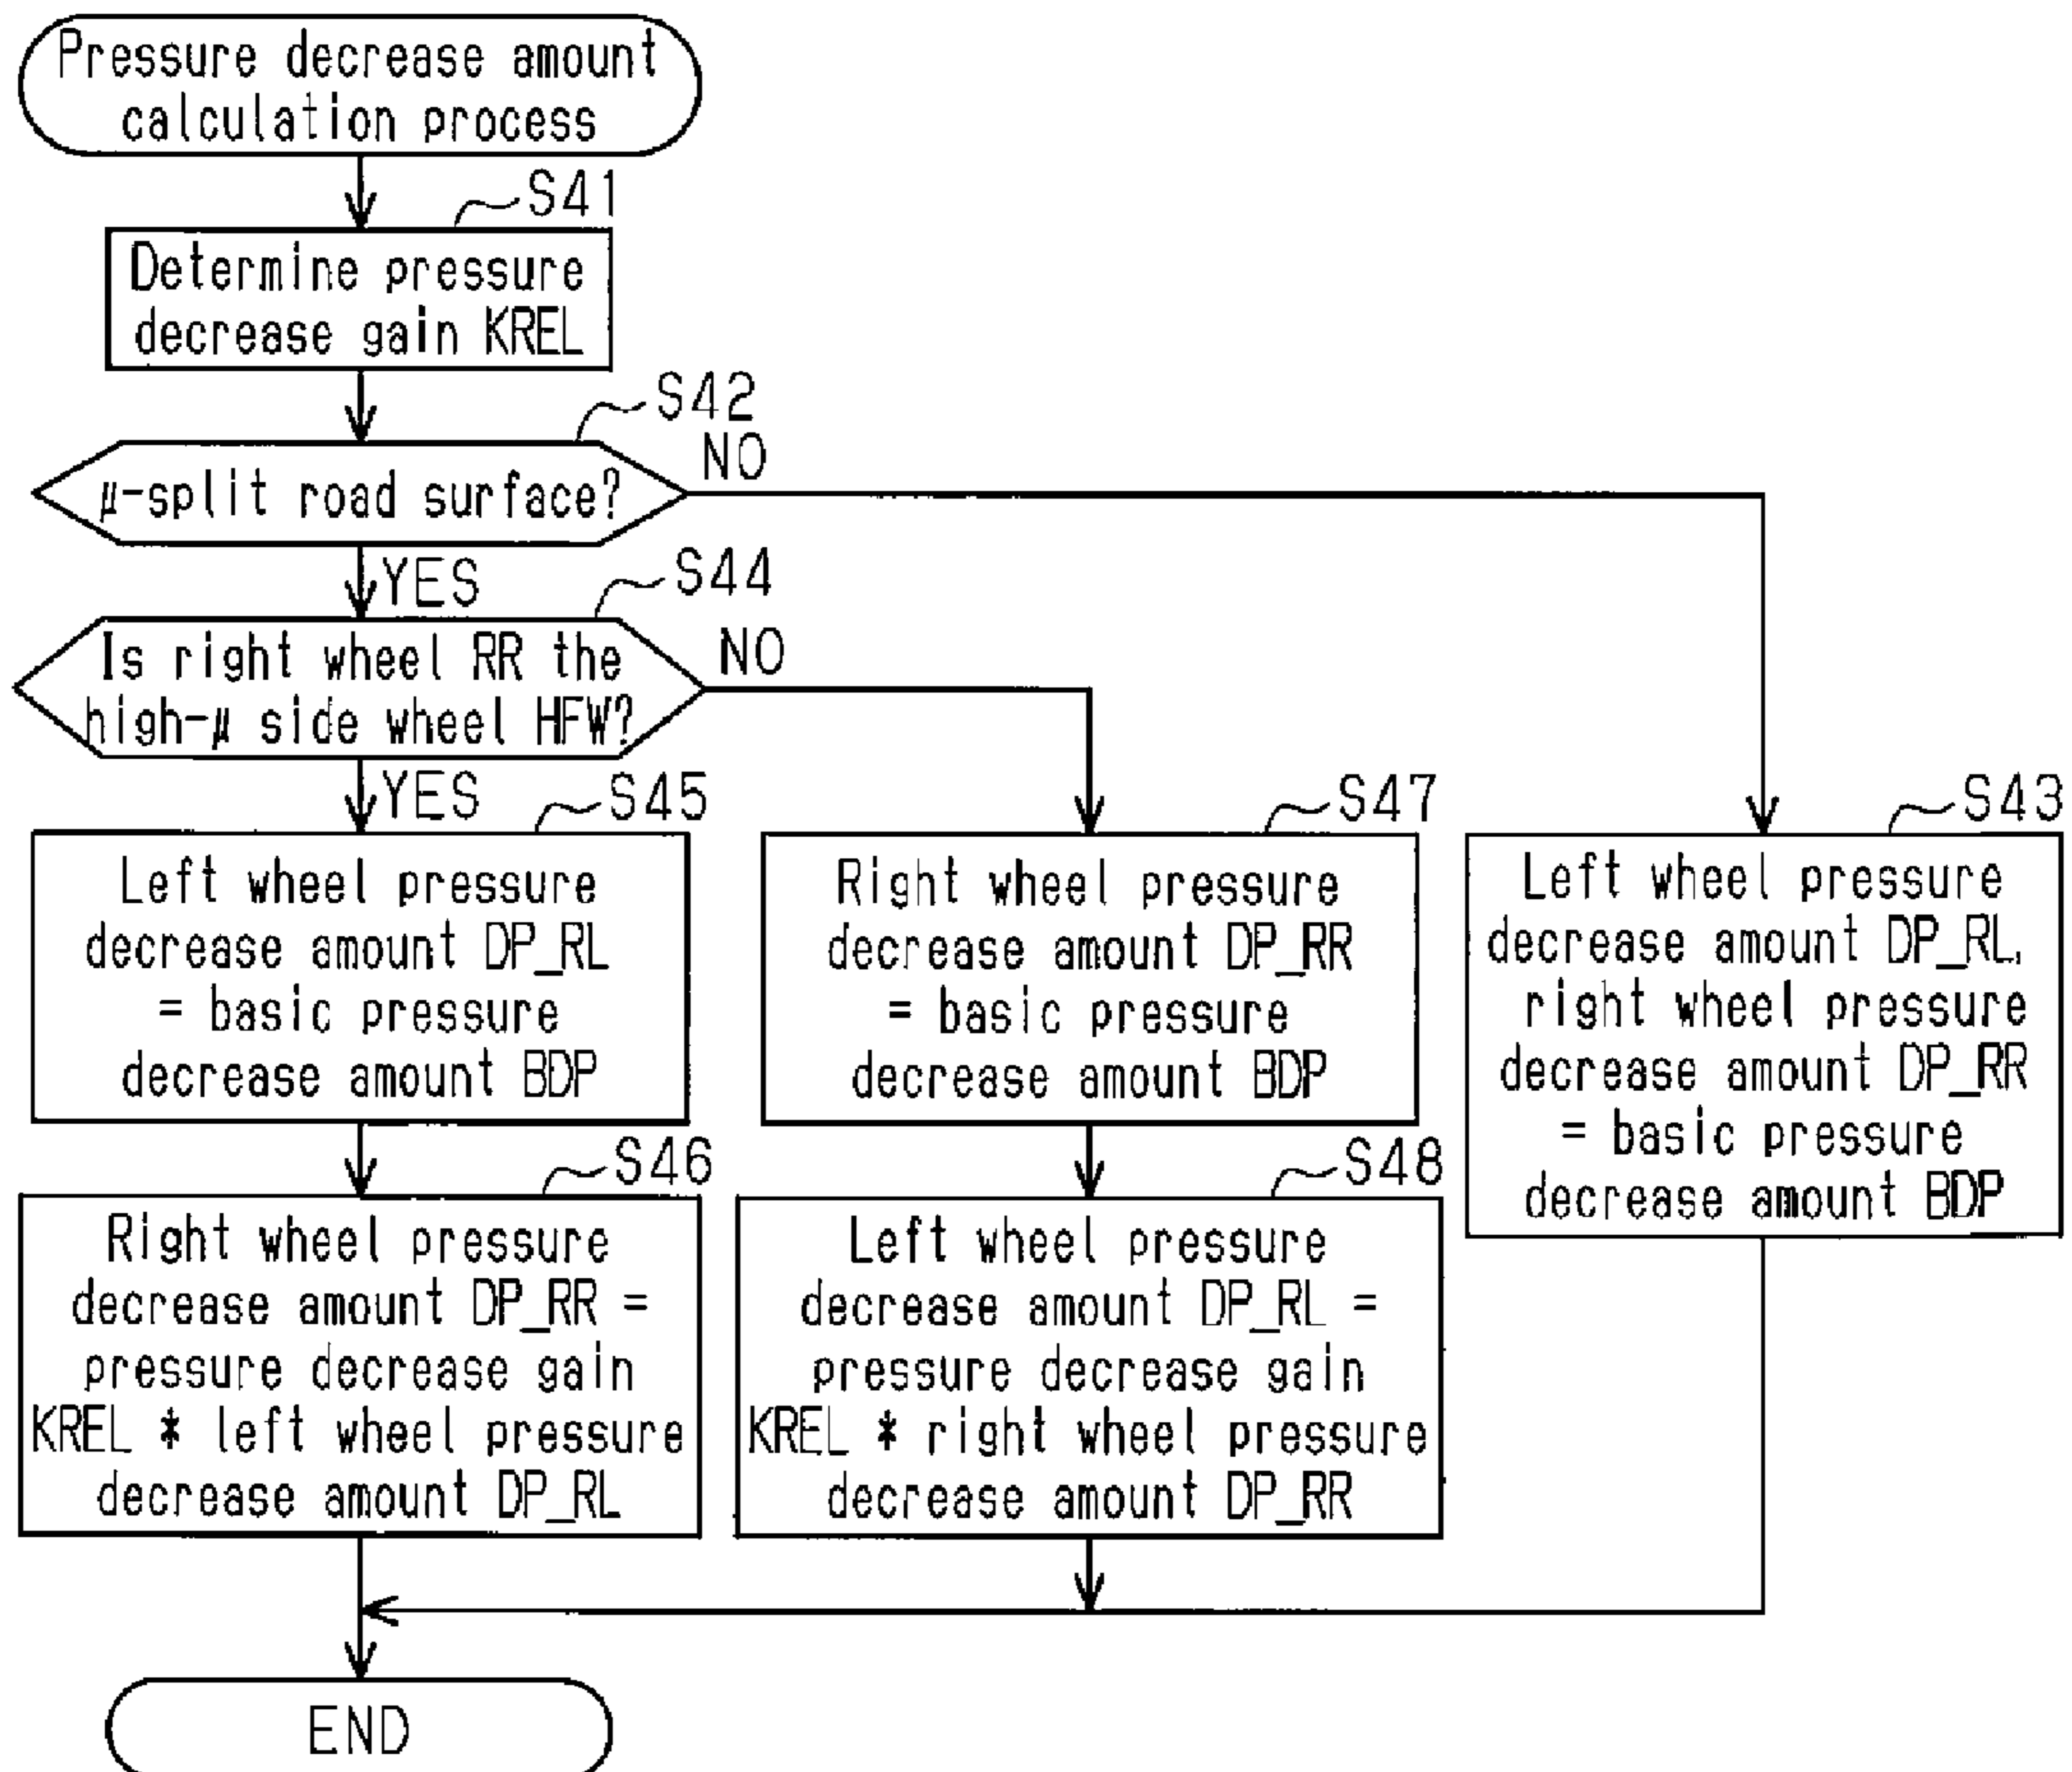 Pressure decrease amount
calculation process
S41
Determine pressure
decrease gain KREL
S42
μ-split road surface?
NO
YES
S44
Is right wheel RR the
high-μ side wheel HFW?
NO
YES
S45
Left wheel pressure
decrease amount DP_RL
= basic pressure
decrease amount BDP
S46
Right wheel pressure
decrease amount DP_RR =
pressure decrease gain
KREL * left wheel pressure
decrease amount DP_RL
S47
Right wheel pressure
decrease amount DP_RR
= basic pressure
decrease amount BDP
S48
Left wheel pressure
decrease amount DP_RL =
pressure decrease gain
KREL * right wheel pressure
decrease amount DP_RR
S43
Left wheel pressure
decrease amount DP_RL,
right wheel pressure
decrease amount DP_RR
= basic pressure
decrease amount BDP
END